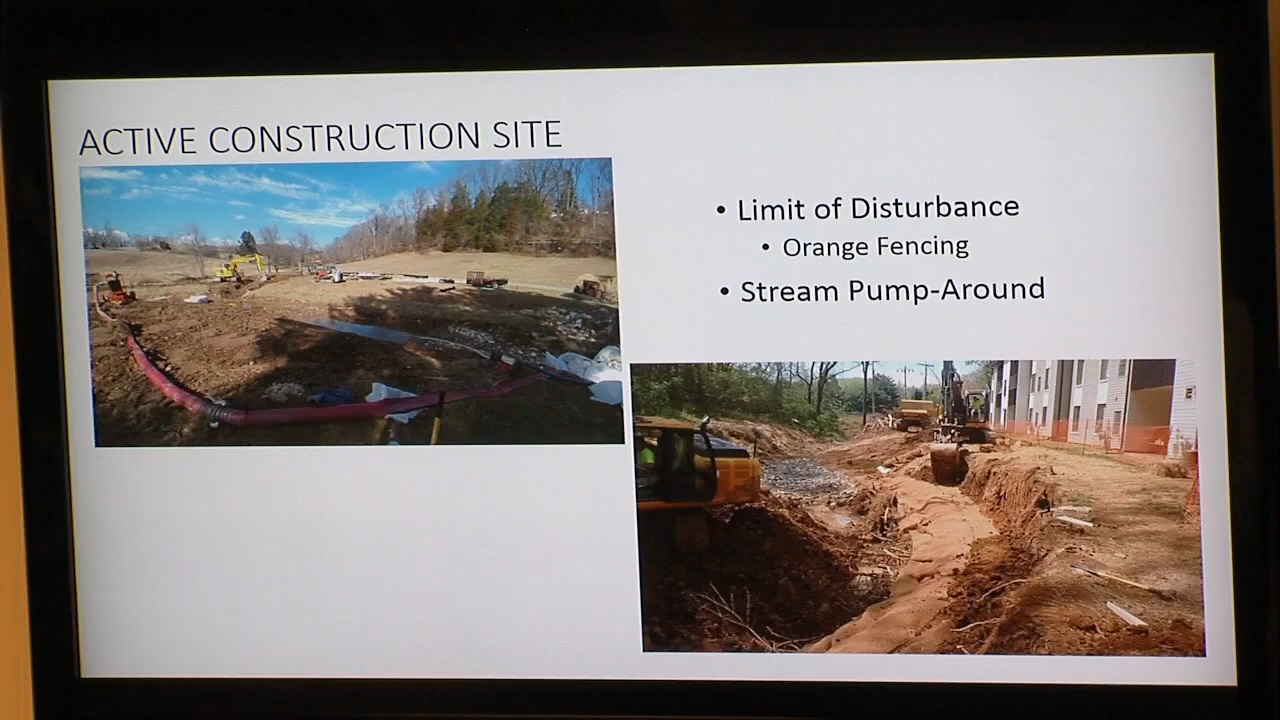 ACTIVE CONSTRUCTION SITE
• Limit of Disturbance
• Orange Fencing
• Stream Pump-Around